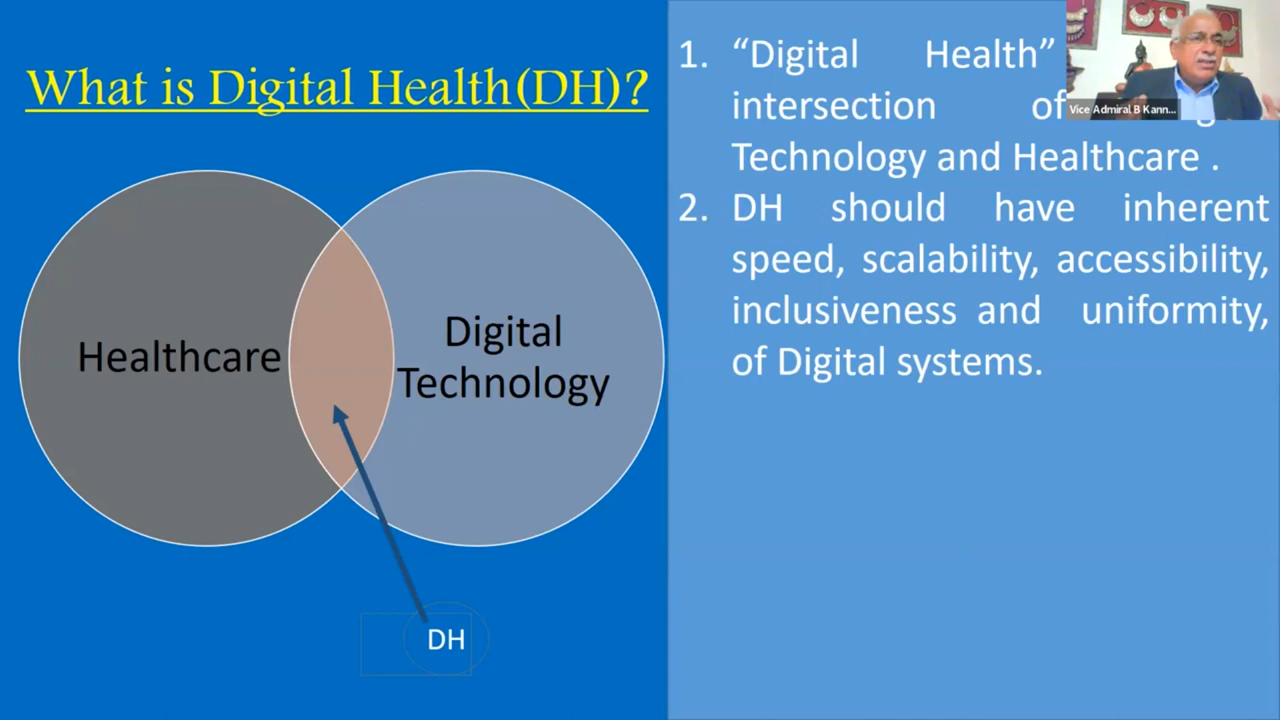 What is Digital Health(DH)?
Healthcare
Digital
Technology
DH
1. “Digital Health”
intersection of
Technology and Healthcare .
2. DH should have inherent
speed, scalability, accessibility,
inclusiveness and uniformity,
of Digital systems.
Vice Admiral B Kann...